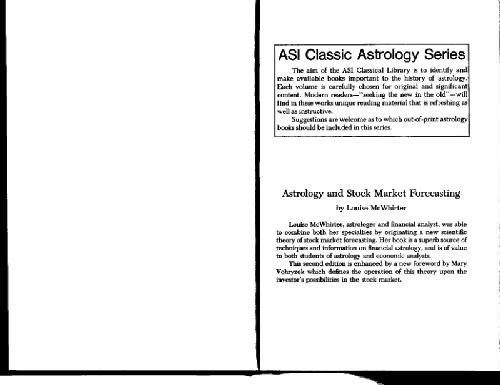 ASI Classic Astrology Series
The aim of the ASI Classical Library is to identify and
make available books important to the history of astrology.
Each volume is carefully chosen for original and significant
content. Modern readers—"seeking the new in the old"—will
find in these works unique reading material that is refreshing as
well as instructive.
Suggestions are welcome as to which out-of-print astrology
books should be included in this series.
Astrology and Stock Market Forecasting
by Louise McWhirter
Louise McWhirter, astrologer and financial analyst, was able
to combine both her specialties by originating a new scientific
theory of stock market forecasting. Her book is a superb source of
techniques and information on financial astrology, and is of value
to both students of astrology and economic analysts.
This second edition is enhanced by a new foreword by Mary
Vohryzek which defines the operation of this theory upon the
investor's possibilities in the stock market.